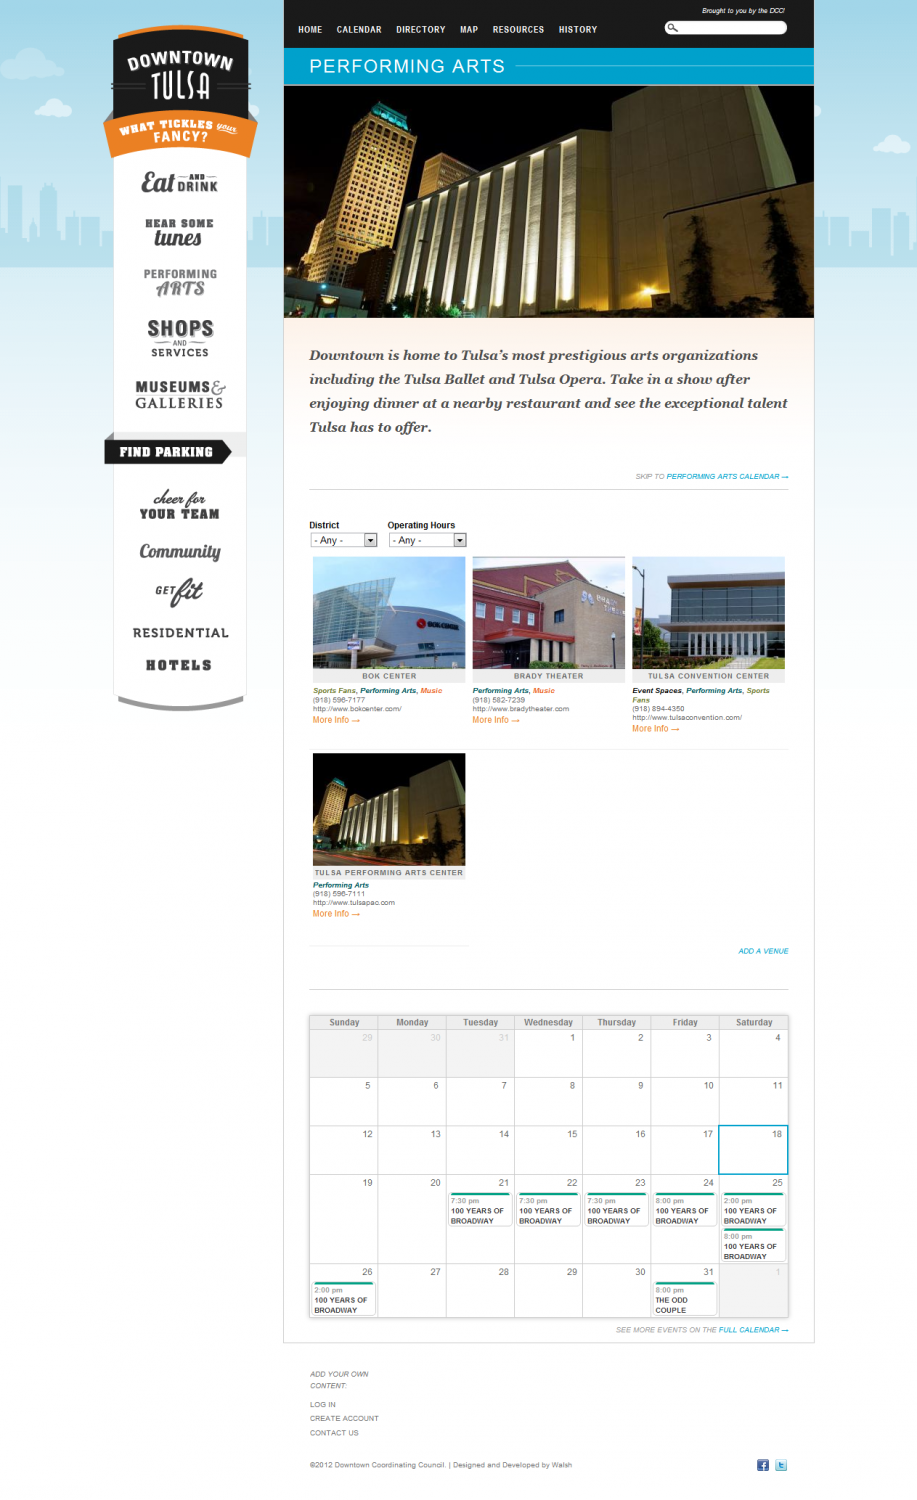 Brought to you by the DCC!
HOME CALENDAR DIRECTORY MAP RESOURCES HISTORY
DOWNTOWN
TULSA
WHAT TICKLES your
FANCY?
Eat AND DRINK
HEAR SOME
tunes
PERFORMING
ARTS
SHOPS
AND
SERVICES
MUSEUMS &
GALLERIES
FIND PARKING
cheer for
YOUR TEAM
Community
GET fit
RESIDENTIAL
HOTELS
PERFORMING ARTS
Downtown is home to Tulsa's most prestigious arts organizations
including the Tulsa Ballet and Tulsa Opera. Take in a show after
enjoying dinner at a nearby restaurant and see the exceptional talent
Tulsa has to offer.
SKIP TO PERFORMING ARTS CALENDAR →
District Operating Hours
- Any - - Any -
BOK CENTER
BOK CENTER
Sports Fans, Performing Arts, Music
(918) 596-7177
http://www.bokcenter.com/
More Info →
BRADY THEATER
Performing Arts, Music
(918) 582-7239
http://www.bradytheater.com
More Info →
TULSA CONVENTION CENTER
Event Spaces, Performing Arts, Sports
Fans
(918) 894-4350
http://www.tulsaconvention.com/
More Info →
TULSA PERFORMING ARTS CENTER
Performing Arts
(918) 596-7111
http://www.tulsapac.com
More Info →
ADD A VENUE
Sunday Monday Tuesday Wednesday Thursday Friday Saturday
29 30 31 1 2 3 4
5 6 7 8 9 10 11
12 13 14 15 16 17 18
19 20 21 22 23 24 25
7:30 pm 7:30 pm 7:30 pm 8:00 pm 2:00 pm
100 YEARS OF 100 YEARS OF 100 YEARS OF 100 YEARS OF 100 YEARS OF
BROADWAY BROADWAY BROADWAY BROADWAY BROADWAY
8:00 pm
100 YEARS OF
BROADWAY
26 27 28 29 30 31 1
2:00 pm 8:00 pm
100 YEARS OF THE ODD
BROADWAY COUPLE
SEE MORE EVENTS ON THE FULL CALENDAR →
ADD YOUR OWN
CONTENT:
LOG IN
CREATE ACCOUNT
CONTACT US
©2012 Downtown Coordinating Council. | Designed and Developed by Walsh